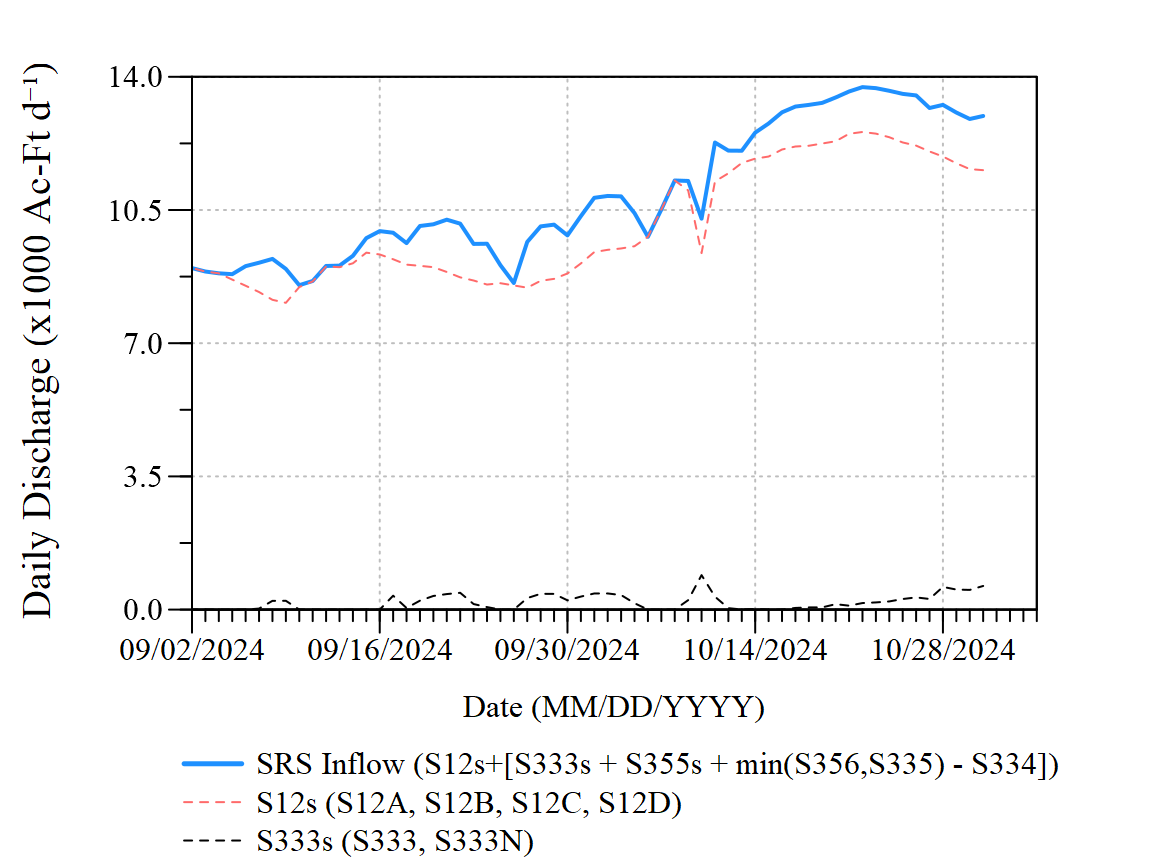 Daily Discharge (x1000 Ac-Ft d⁻¹)
14.0
10.5
7.0
3.5
0.0
09/02/2024 09/16/2024 09/30/2024 10/14/2024 10/28/2024
Date (MM/DD/YYYY)
SRS Inflow (S12s+[S333s + S355s + min(S356,S335) - S334])
S12s (S12A, S12B, S12C, S12D)
S333s (S333, S333N)